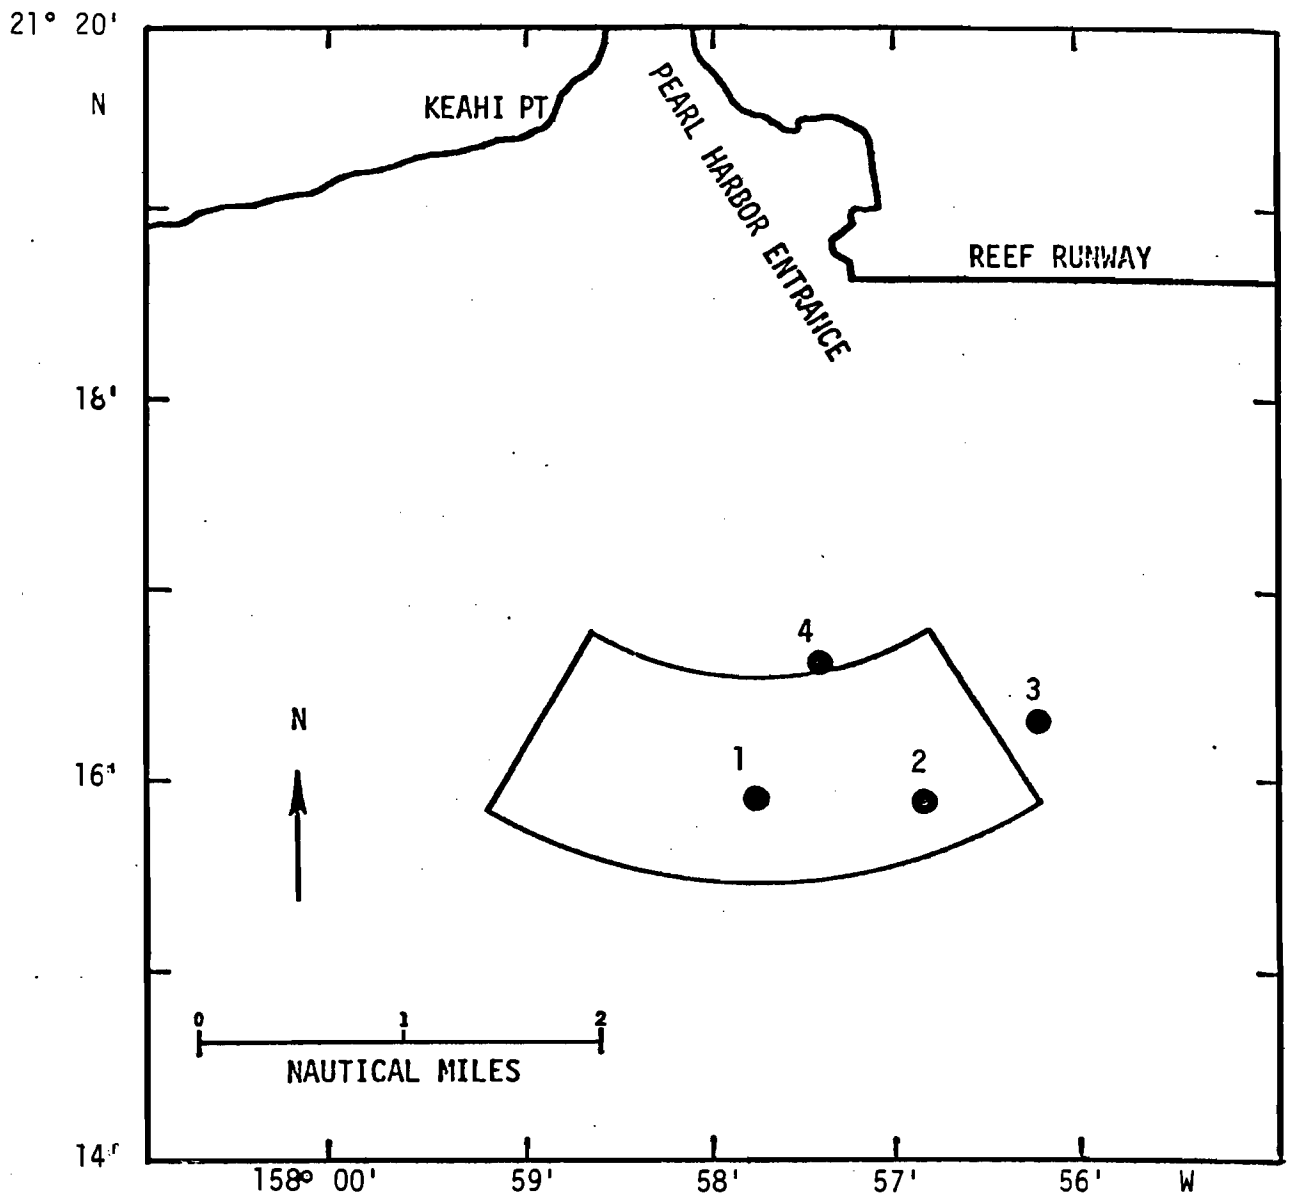 21° 20'
N
KEAHI PT
PEARL HARBOR ENTRANCE
REEF RUNWAY
18'
4
3
N
1
2
16'
0 1 2
NAUTICAL MILES
14'
158° 00' 59' 58' 57' 56' W